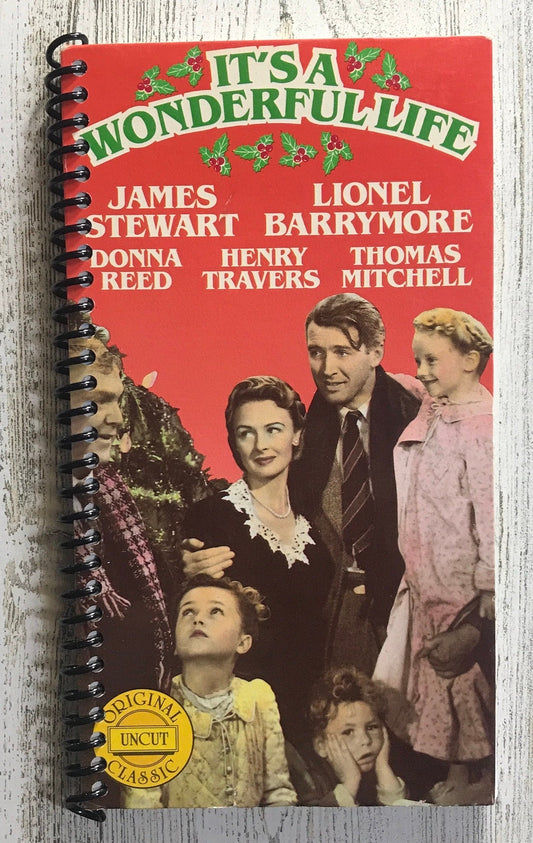 IT'S A
WONDERFUL LIFE
JAMES LIONEL
STEWART BARRYMORE
DONNA HENRY THOMAS
REED TRAVERS MITCHELL
ORIGINAL
UNCUT
CLASSIC